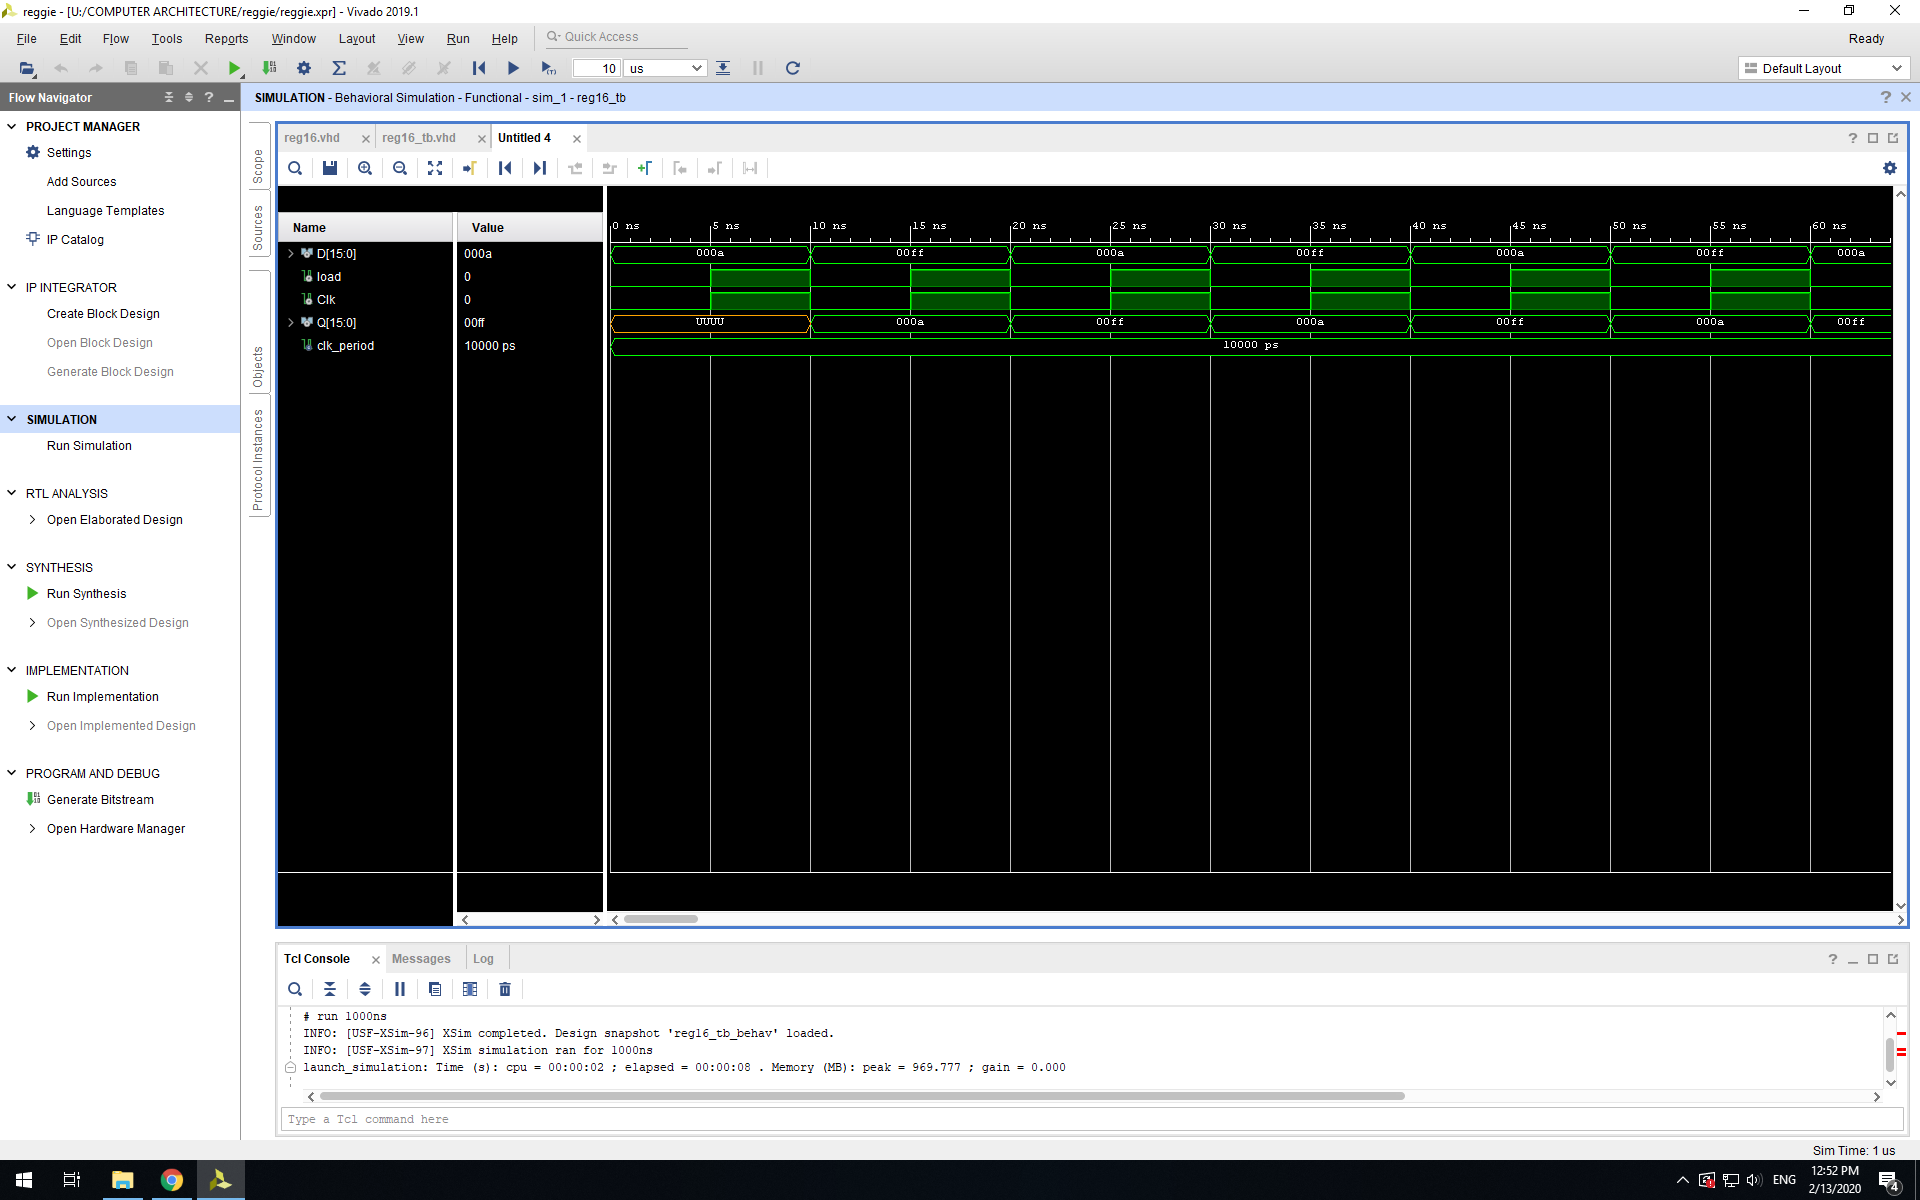 reggie - [U:/COMPUTER ARCHITECTURE/reggie/reggie.xpr] - Vivado 2019.1
File Edit Flow Tools Reports Window Layout View Run Help Quick Access Ready
10 us Default Layout
Flow Navigator
SIMULATION - Behavioral Simulation - Functional - sim_1 - reg16_tb
PROJECT MANAGER
Settings
Add Sources
Language Templates
IP Catalog
IP INTEGRATOR
Create Block Design
Open Block Design
Generate Block Design
SIMULATION
Run Simulation
RTL ANALYSIS
Open Elaborated Design
SYNTHESIS
Run Synthesis
Open Synthesized Design
IMPLEMENTATION
Run Implementation
Open Implemented Design
PROGRAM AND DEBUG
Generate Bitstream
Open Hardware Manager
Scope
Sources
Objects
Protocol Instances
reg16.vhd reg16_tb.vhd Untitled 4
Name Value
0 ns 5 ns 10 ns 15 ns 20 ns 25 ns 30 ns 35 ns 40 ns 45 ns 50 ns 55 ns 60 ns
D[15:0] 000a 000a 00ff 000a 00ff 000a 00ff 000a
load 0
Clk 0
Q[15:0] 00ff UUUU 000a 00ff 000a 00ff 000a 00ff
clk_period 10000 ps 10000 ps
Tcl Console Messages Log
# run 1000ns
INFO: [USF-XSim-96] XSim completed. Design snapshot 'reg16_tb_behav' loaded.
INFO: [USF-XSim-97] XSim simulation ran for 1000ns
launch_simulation: Time (s): cpu = 00:00:02 ; elapsed = 00:00:08 . Memory (MB): peak = 969.777 ; gain = 0.000
Type a Tcl command here
Sim Time: 1 us
ENG
12:52 PM
2/13/2020
4